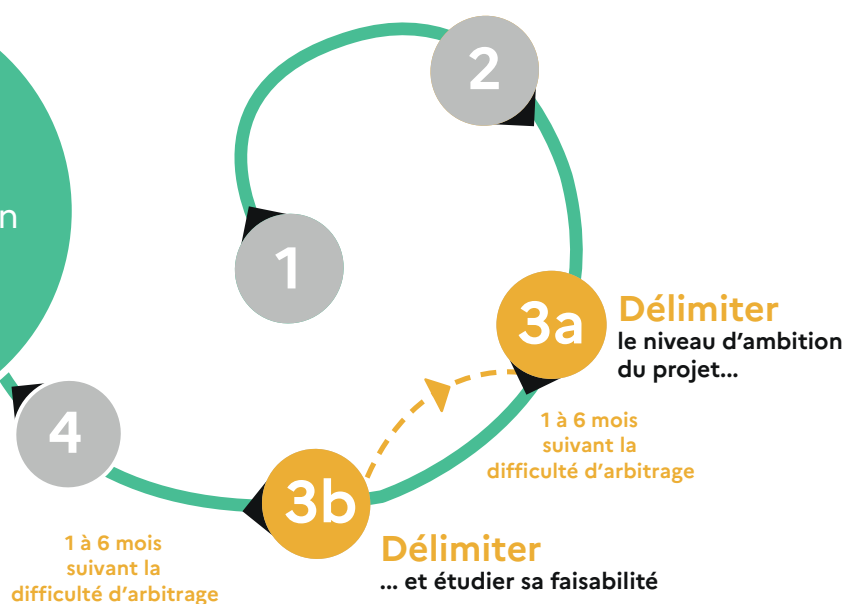 2
n
1
3a
Délimiter
le niveau d’ambition
du projet...
1 à 6 mois
suivant la
difficulté d’arbitrage
4
3b
Délimiter
... et étudier sa faisabilité
1 à 6 mois
suivant la
difficulté d’arbitrage